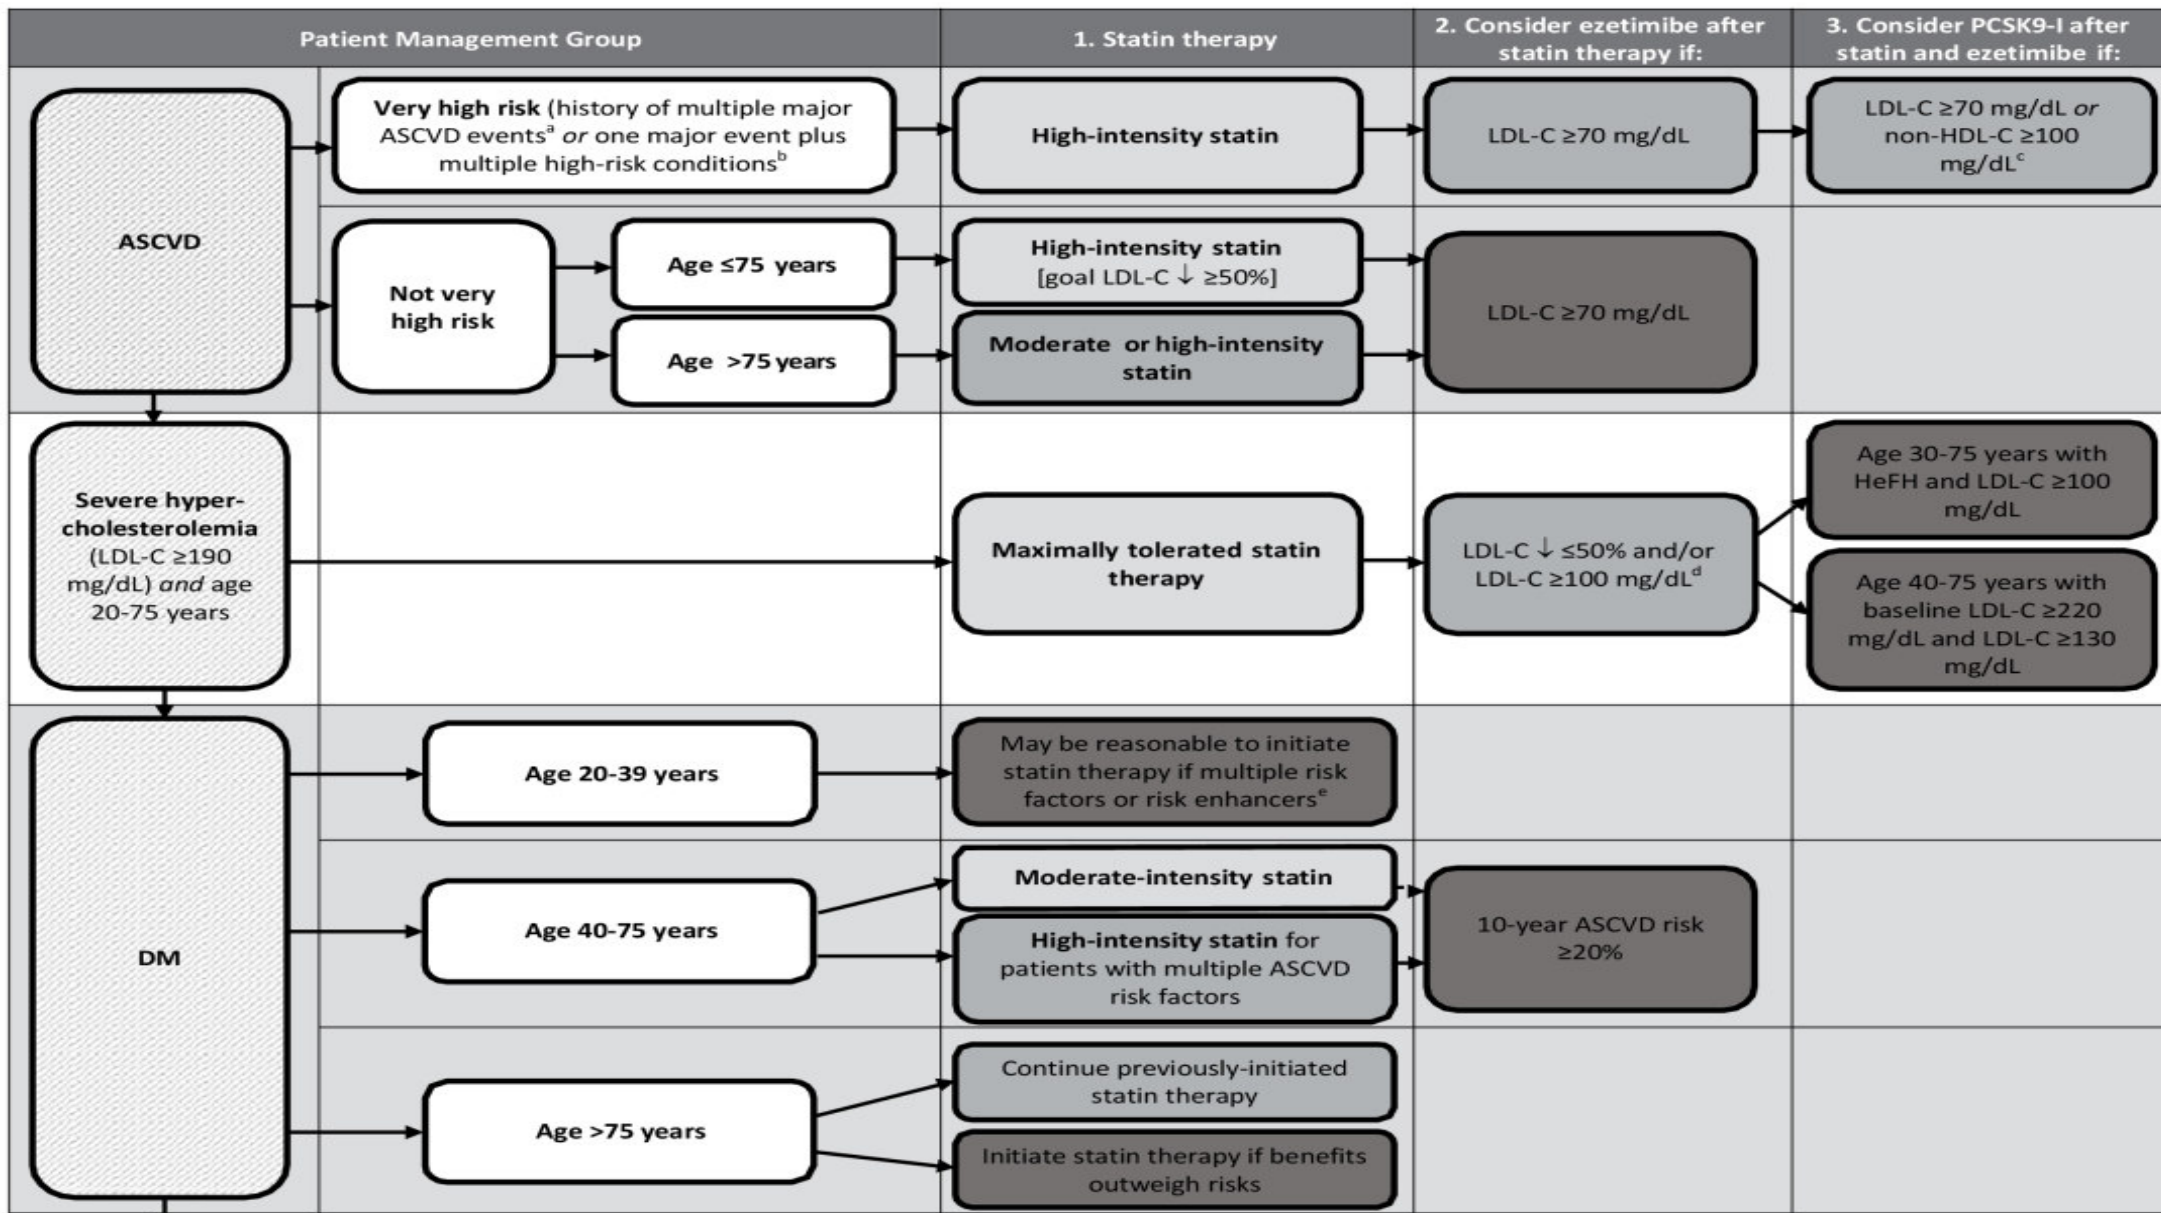 Patient Management Group
1. Statin therapy
2. Consider ezetimibe after
statin therapy if:
3. Consider PCSK9-I after
statin and ezetimibe if:
ASCVD
Very high risk (history of multiple major
ASCVD eventsᵃ or one major event plus
multiple high-risk conditionsᵇ
High-intensity statin
LDL-C ≥70 mg/dL
LDL-C ≥70 mg/dL or
non-HDL-C ≥100
mg/dLᶜ
Not very
high risk
Age ≤75 years
High-intensity statin
[goal LDL-C ↓ ≥50%]
LDL-C ≥70 mg/dL
Age >75 years
Moderate or high-intensity
statin
Severe hyper-
cholesterolemia
(LDL-C ≥190
mg/dL) and age
20-75 years
Maximally tolerated statin
therapy
LDL-C ↓ ≤50% and/or
LDL-C ≥100 mg/dLᵈ
Age 30-75 years with
HeFH and LDL-C ≥100
mg/dL
Age 40-75 years with
baseline LDL-C ≥220
mg/dL and LDL-C ≥130
mg/dL
DM
Age 20-39 years
May be reasonable to initiate
statin therapy if multiple risk
factors or risk enhancersᵉ
Age 40-75 years
Moderate-intensity statin
High-intensity statin for
patients with multiple ASCVD
risk factors
10-year ASCVD risk
≥20%
Age >75 years
Continue previously-initiated
statin therapy
Initiate statin therapy if benefits
outweigh risks